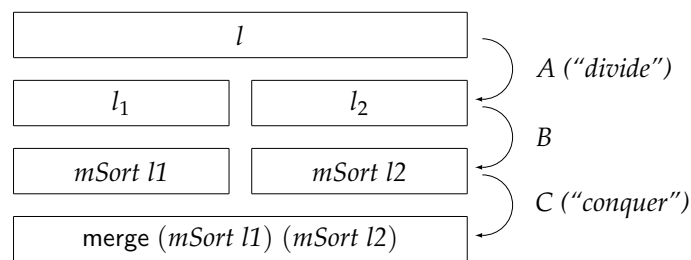 l
A (“divide”)
l₁ l₂
B
mSort l1 mSort l2
C (“conquer”)
merge (mSort l1) (mSort l2)